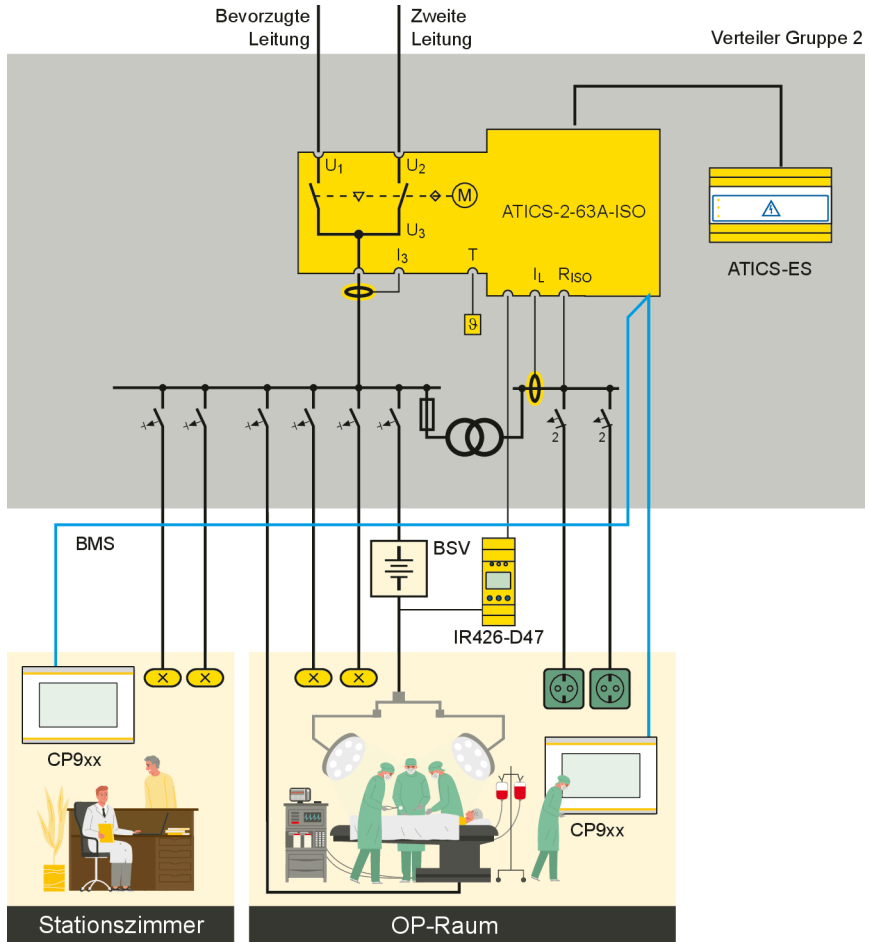 Bevorzugte
Leitung
Zweite
Leitung
Verteiler Gruppe 2
U1
U2
M
ATICS-2-63A-ISO
U3
I3
T
IL
RISO
ATICS-ES
ϑ
2
2
BMS
BSV
IR426-D47
CP9xx
CP9xx
Stationszimmer
OP-Raum